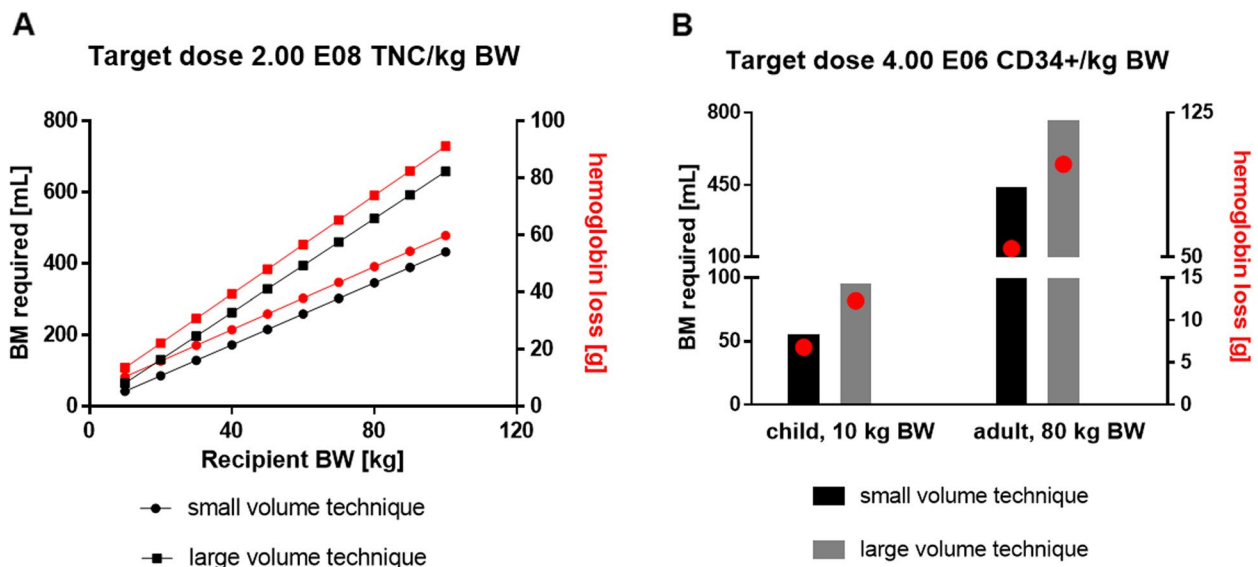 A
Target dose 2.00 E08 TNC/kg BW
BM required [mL]
800
600
400
200
0
100
80
60
40
20
0
hemoglobin loss [g]
0
40
80
120
Recipient BW [kg]
small volume technique
large volume technique
B
Target dose 4.00 E06 CD34+/kg BW
BM required [mL]
800
450
100
100
50
0
125
50
15
10
5
0
hemoglobin loss [g]
child, 10 kg BW
adult, 80 kg BW
small volume technique
large volume technique